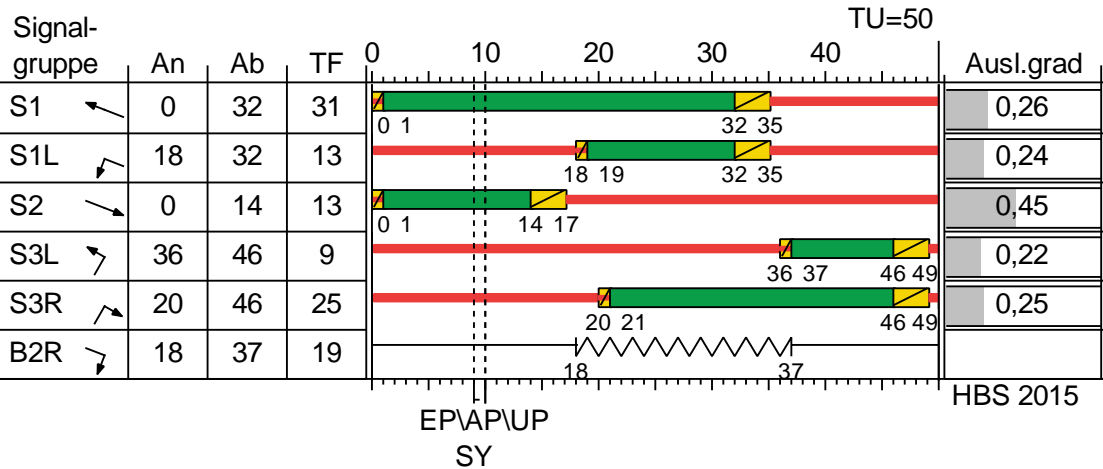 TU=50
Signal-
gruppe An Ab TF 0 10 20 30 40 Ausl.grad
S1 0 32 31 0,26
0 1 32 35
S1L 18 32 13 0,24
18 19 32 35
S2 0 14 13 0,45
0 1 14 17
S3L 36 46 9 0,22
36 37 46 49
S3R 20 46 25 0,25
20 21 46 49
B2R 18 37 19
18 37
HBS 2015
EP\AP\UP
SY